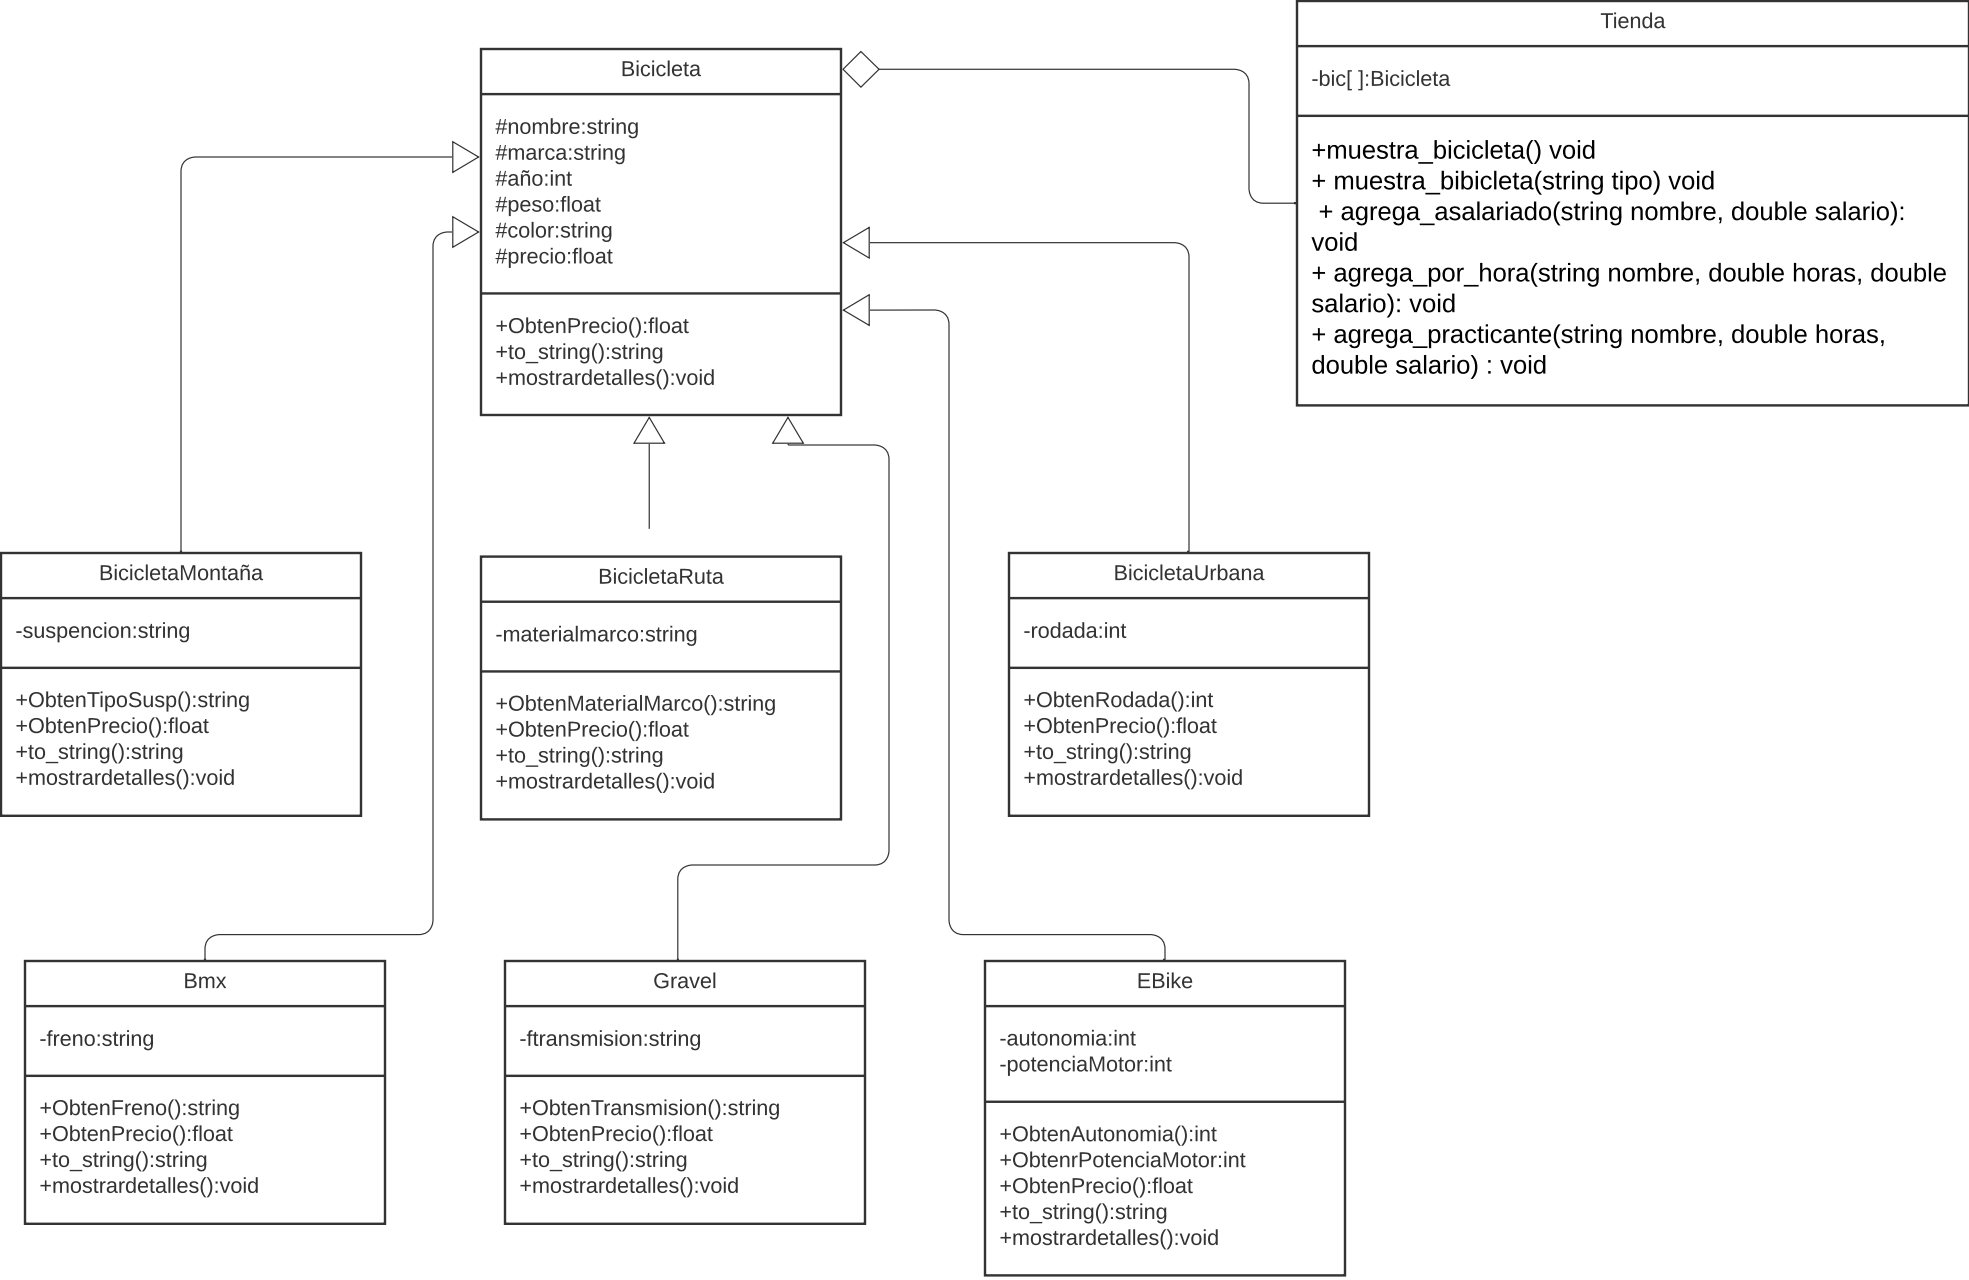 Bicicleta
#nombre:string
#marca:string
#año:int
#peso:float
#color:string
#precio:float
+ObtenPrecio():float
+to_string():string
+mostrardetalles():void
Tienda
-bic[ ]:Bicicleta
+muestra_bicicleta() void
+ muestra_bibicleta(string tipo) void
+ agrega_asalariado(string nombre, double salario):
void
+ agrega_por_hora(string nombre, double horas, double
salario): void
+ agrega_practicante(string nombre, double horas,
double salario) : void
BicicletaMontaña
-suspencion:string
+ObtenTipoSusp():string
+ObtenPrecio():float
+to_string():string
+mostrardetalles():void
BicicletaRuta
-materialmarco:string
+ObtenMaterialMarco():string
+ObtenPrecio():float
+to_string():string
+mostrardetalles():void
BicicletaUrbana
-rodada:int
+ObtenRodada():int
+ObtenPrecio():float
+to_string():string
+mostrardetalles():void
Bmx
-freno:string
+ObtenFreno():string
+ObtenPrecio():float
+to_string():string
+mostrardetalles():void
Gravel
-ftransmision:string
+ObtenTransmision():string
+ObtenPrecio():float
+to_string():string
+mostrardetalles():void
EBike
-autonomia:int
-potenciaMotor:int
+ObtenAutonomia():int
+ObtenrPotenciaMotor:int
+ObtenPrecio():float
+to_string():string
+mostrardetalles():void